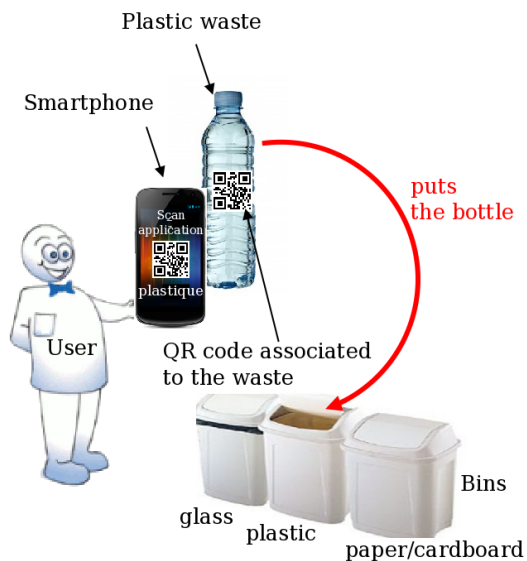 Plastic waste
Smartphone
Scan
application
plastique
puts
the bottle
User
QR code associated
to the waste
glass
plastic
Bins
paper/cardboard